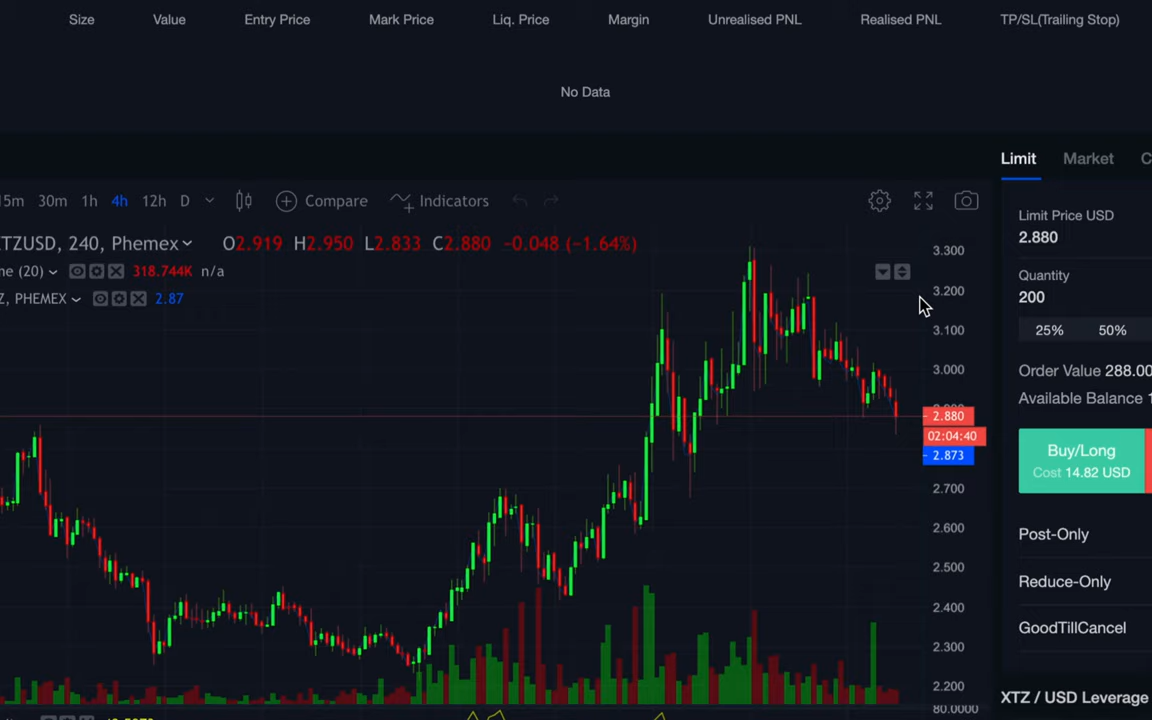 Size Value Entry Price Mark Price Liq. Price Margin Unrealised PNL Realised PNL TP/SL(Trailing Stop)
No Data
Limit Market C
15m 30m 1h 4h 12h D Compare Indicators
TZUSD, 240, Phemex O2.919 H2.950 L2.833 C2.880 -0.048 (-1.64%)
me (20) 318.744K n/a
Z, PHEMEX 2.87
3.300
3.200
3.100
3.000
2.880
02:04:40
2.873
2.700
2.600
2.500
2.400
2.300
2.200
80.0000
Limit Price USD
2.880
Quantity
200
25% 50%
Order Value 288.00
Available Balance 1
Buy/Long
Cost 14.82 USD
Post-Only
Reduce-Only
GoodTillCancel
XTZ / USD Leverage